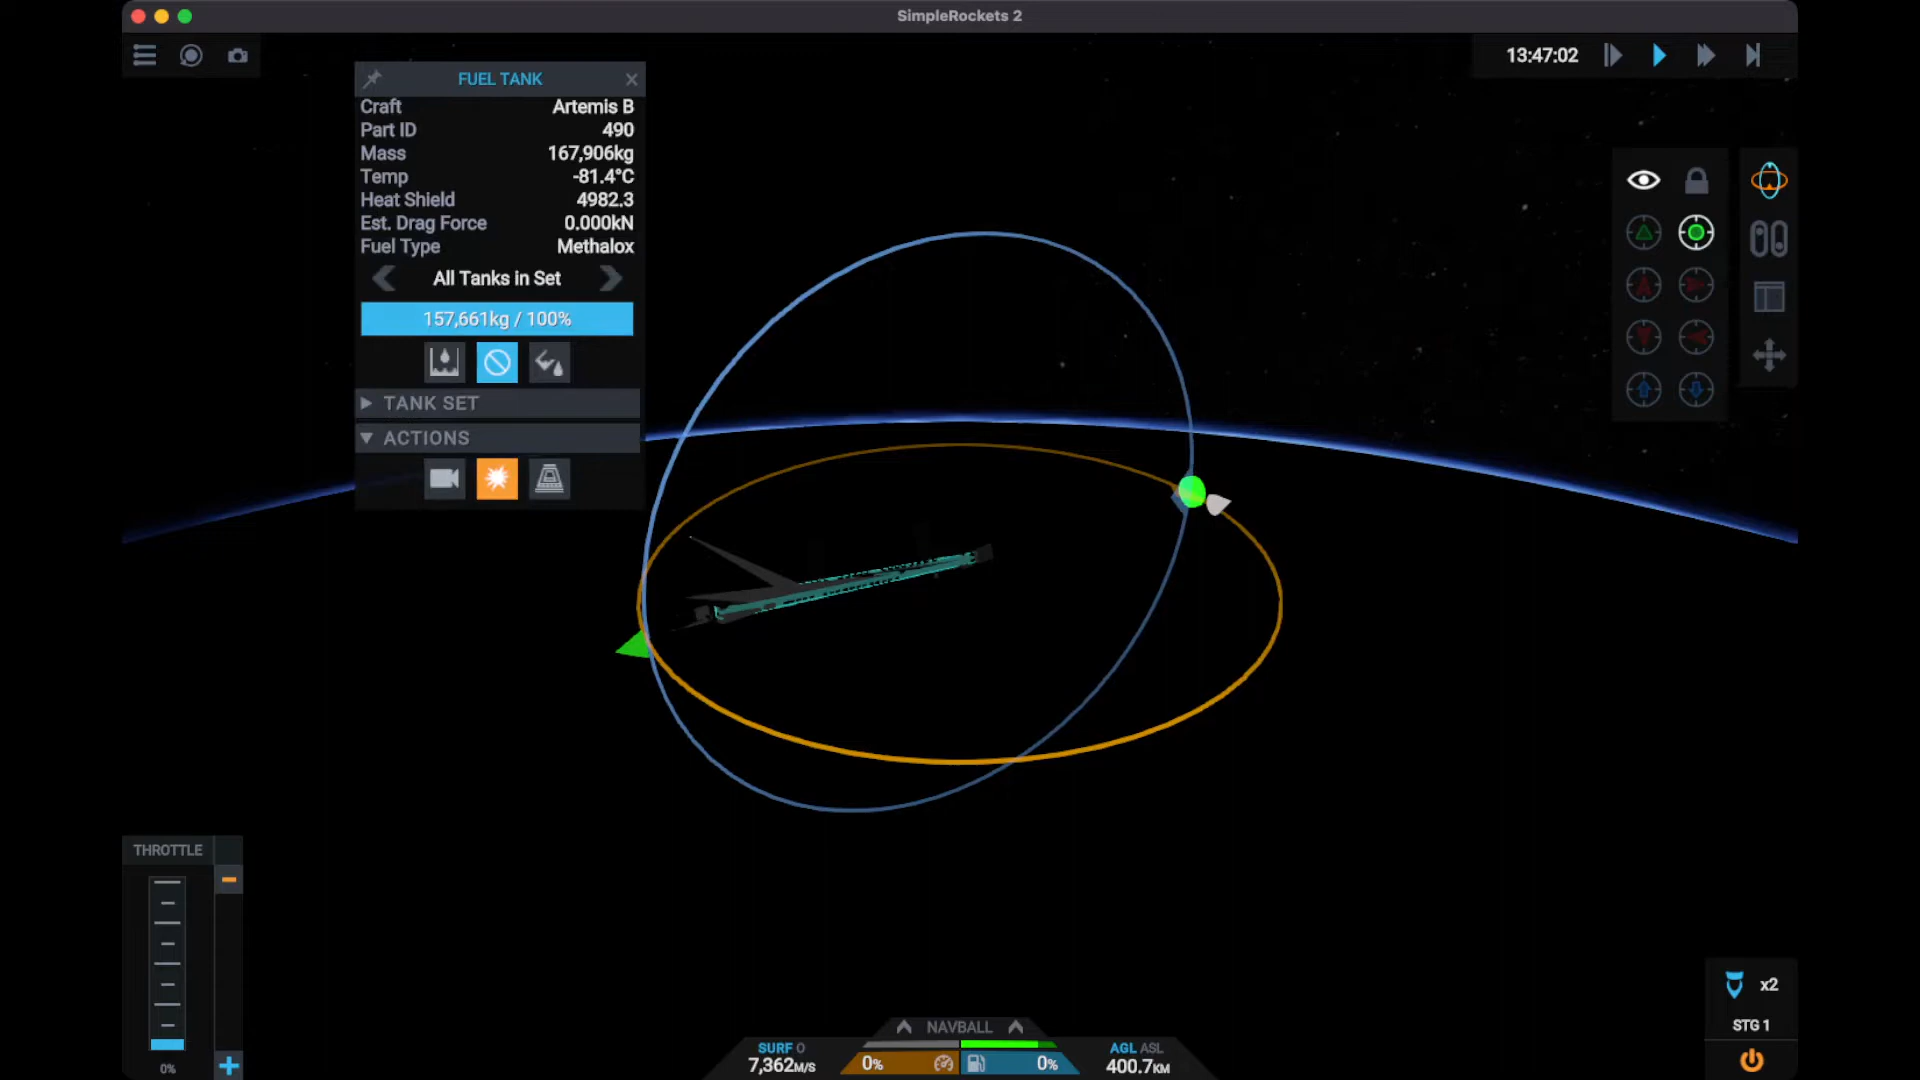 SimpleRockets 2
13:47:02
FUEL TANK
Craft Artemis B
Part ID 490
Mass 167,906kg
Temp -81.4°C
Heat Shield 4982.3
Est. Drag Force 0.000kN
Fuel Type Methalox
All Tanks in Set
157,661kg / 100%
TANK SET
ACTIONS
THROTTLE
0%
NAVBALL
SURF O
7,362M/S
0%
0%
AGL ASL
400.7KM
x2
STG 1